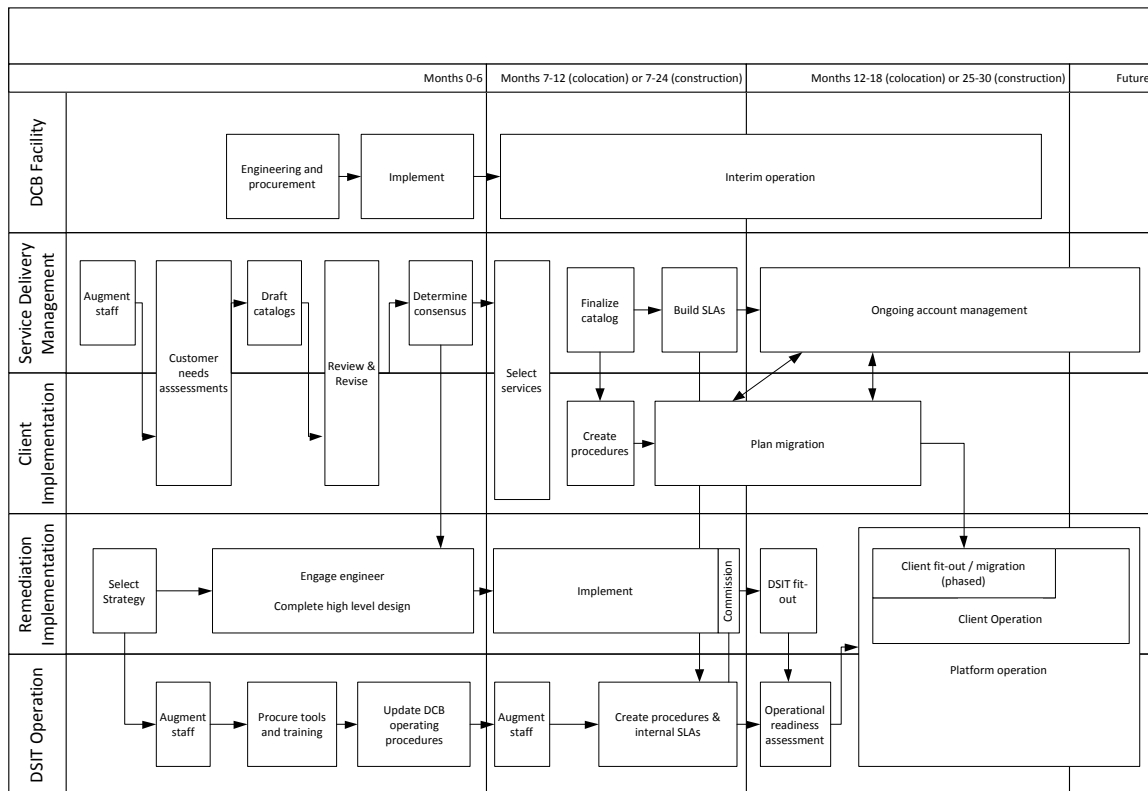 Months 0-6
Months 7-12 (colocation) or 7-24 (construction)
Months 12-18 (colocation) or 25-30 (construction)
Future
DCB Facility
Engineering and
procurement
Implement
Interim operation
Service Delivery
Management
Augment
staff
Customer
needs
asssessments
Draft
catalogs
Review &
Revise
Determine
consensus
Select
services
Finalize
catalog
Build SLAs
Ongoing account management
Client
Implementation
Create
procedures
Plan migration
Remediation
Implementation
Select
Strategy
Engage engineer
Complete high level design
Implement
Commission
DSIT fit-
out
Client fit-out / migration
(phased)
Client Operation
Platform operation
DSIT Operation
Augment
staff
Procure tools
and training
Update DCB
operating
procedures
Augment
staff
Create procedures &
internal SLAs
Operational
readiness
assessment